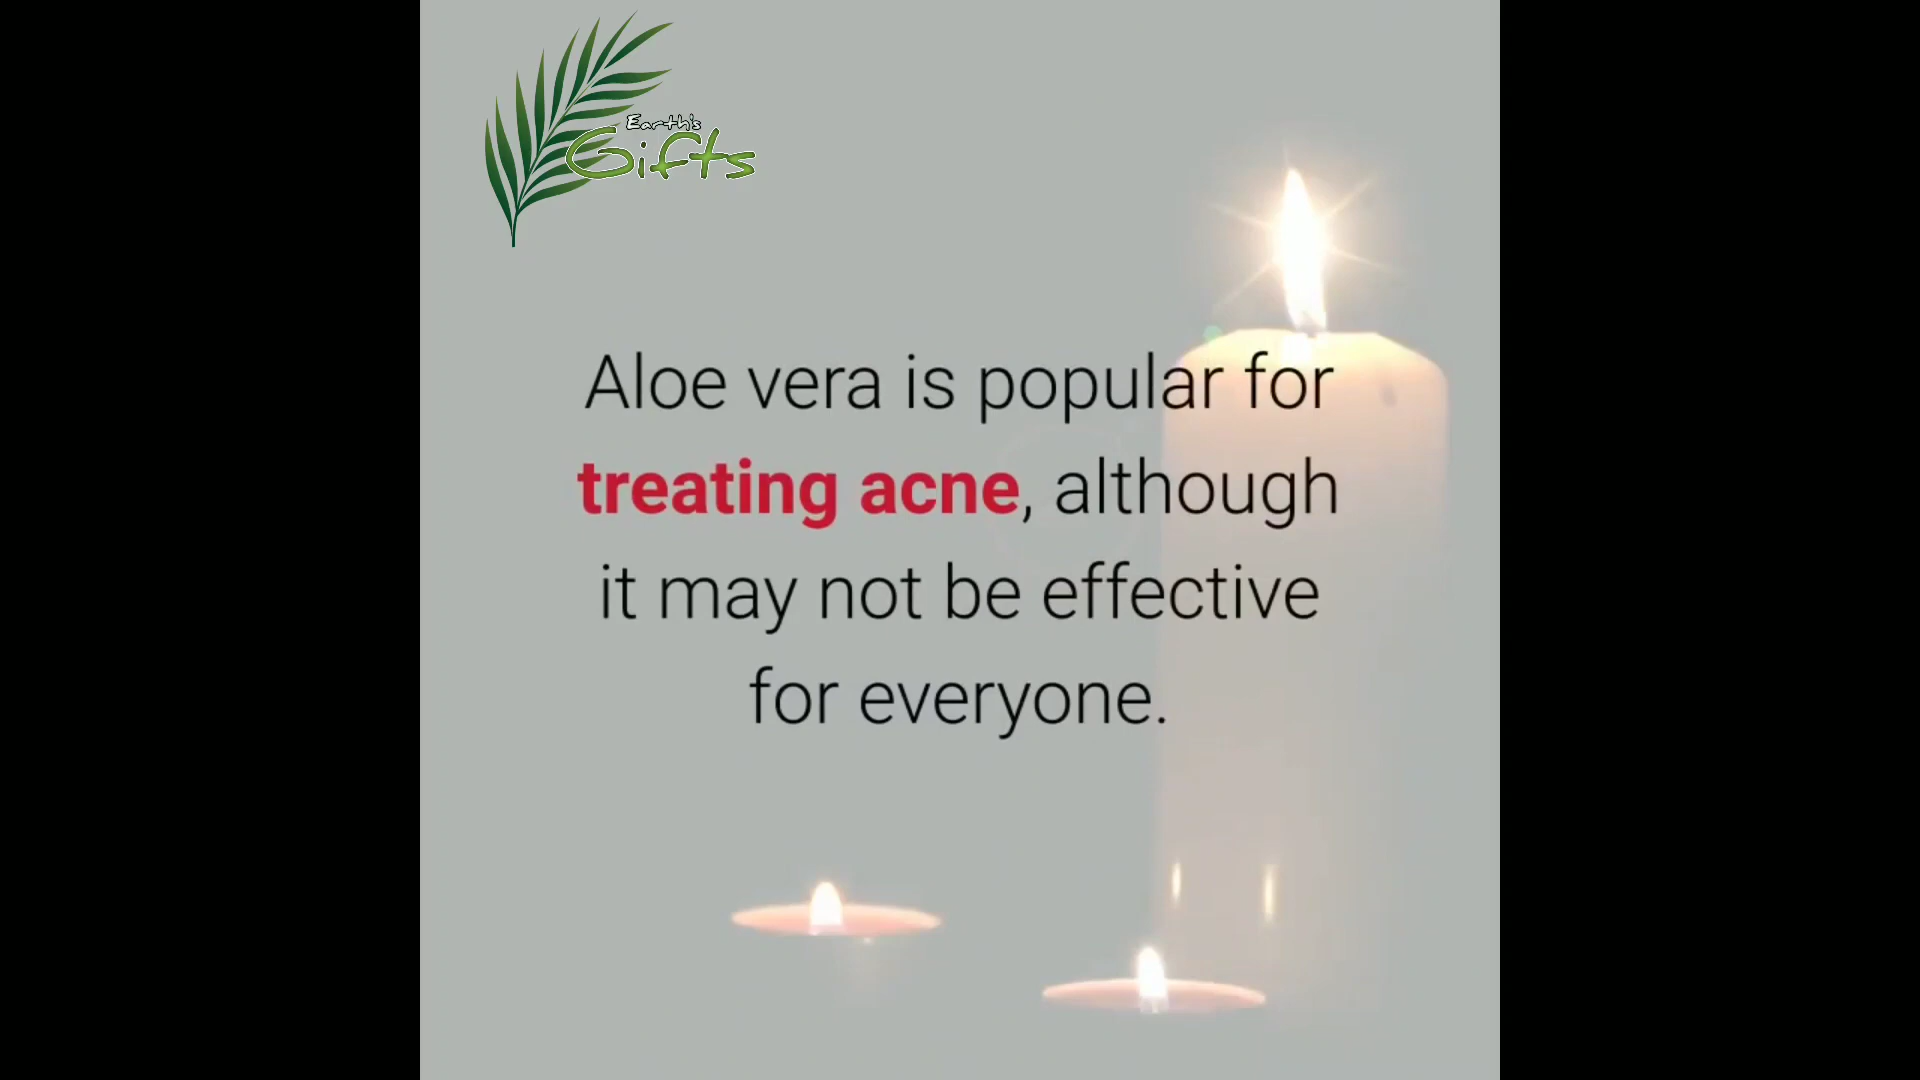 Earth's
Gifts
Aloe vera is popular for
treating acne, although
it may not be effective
for everyone.